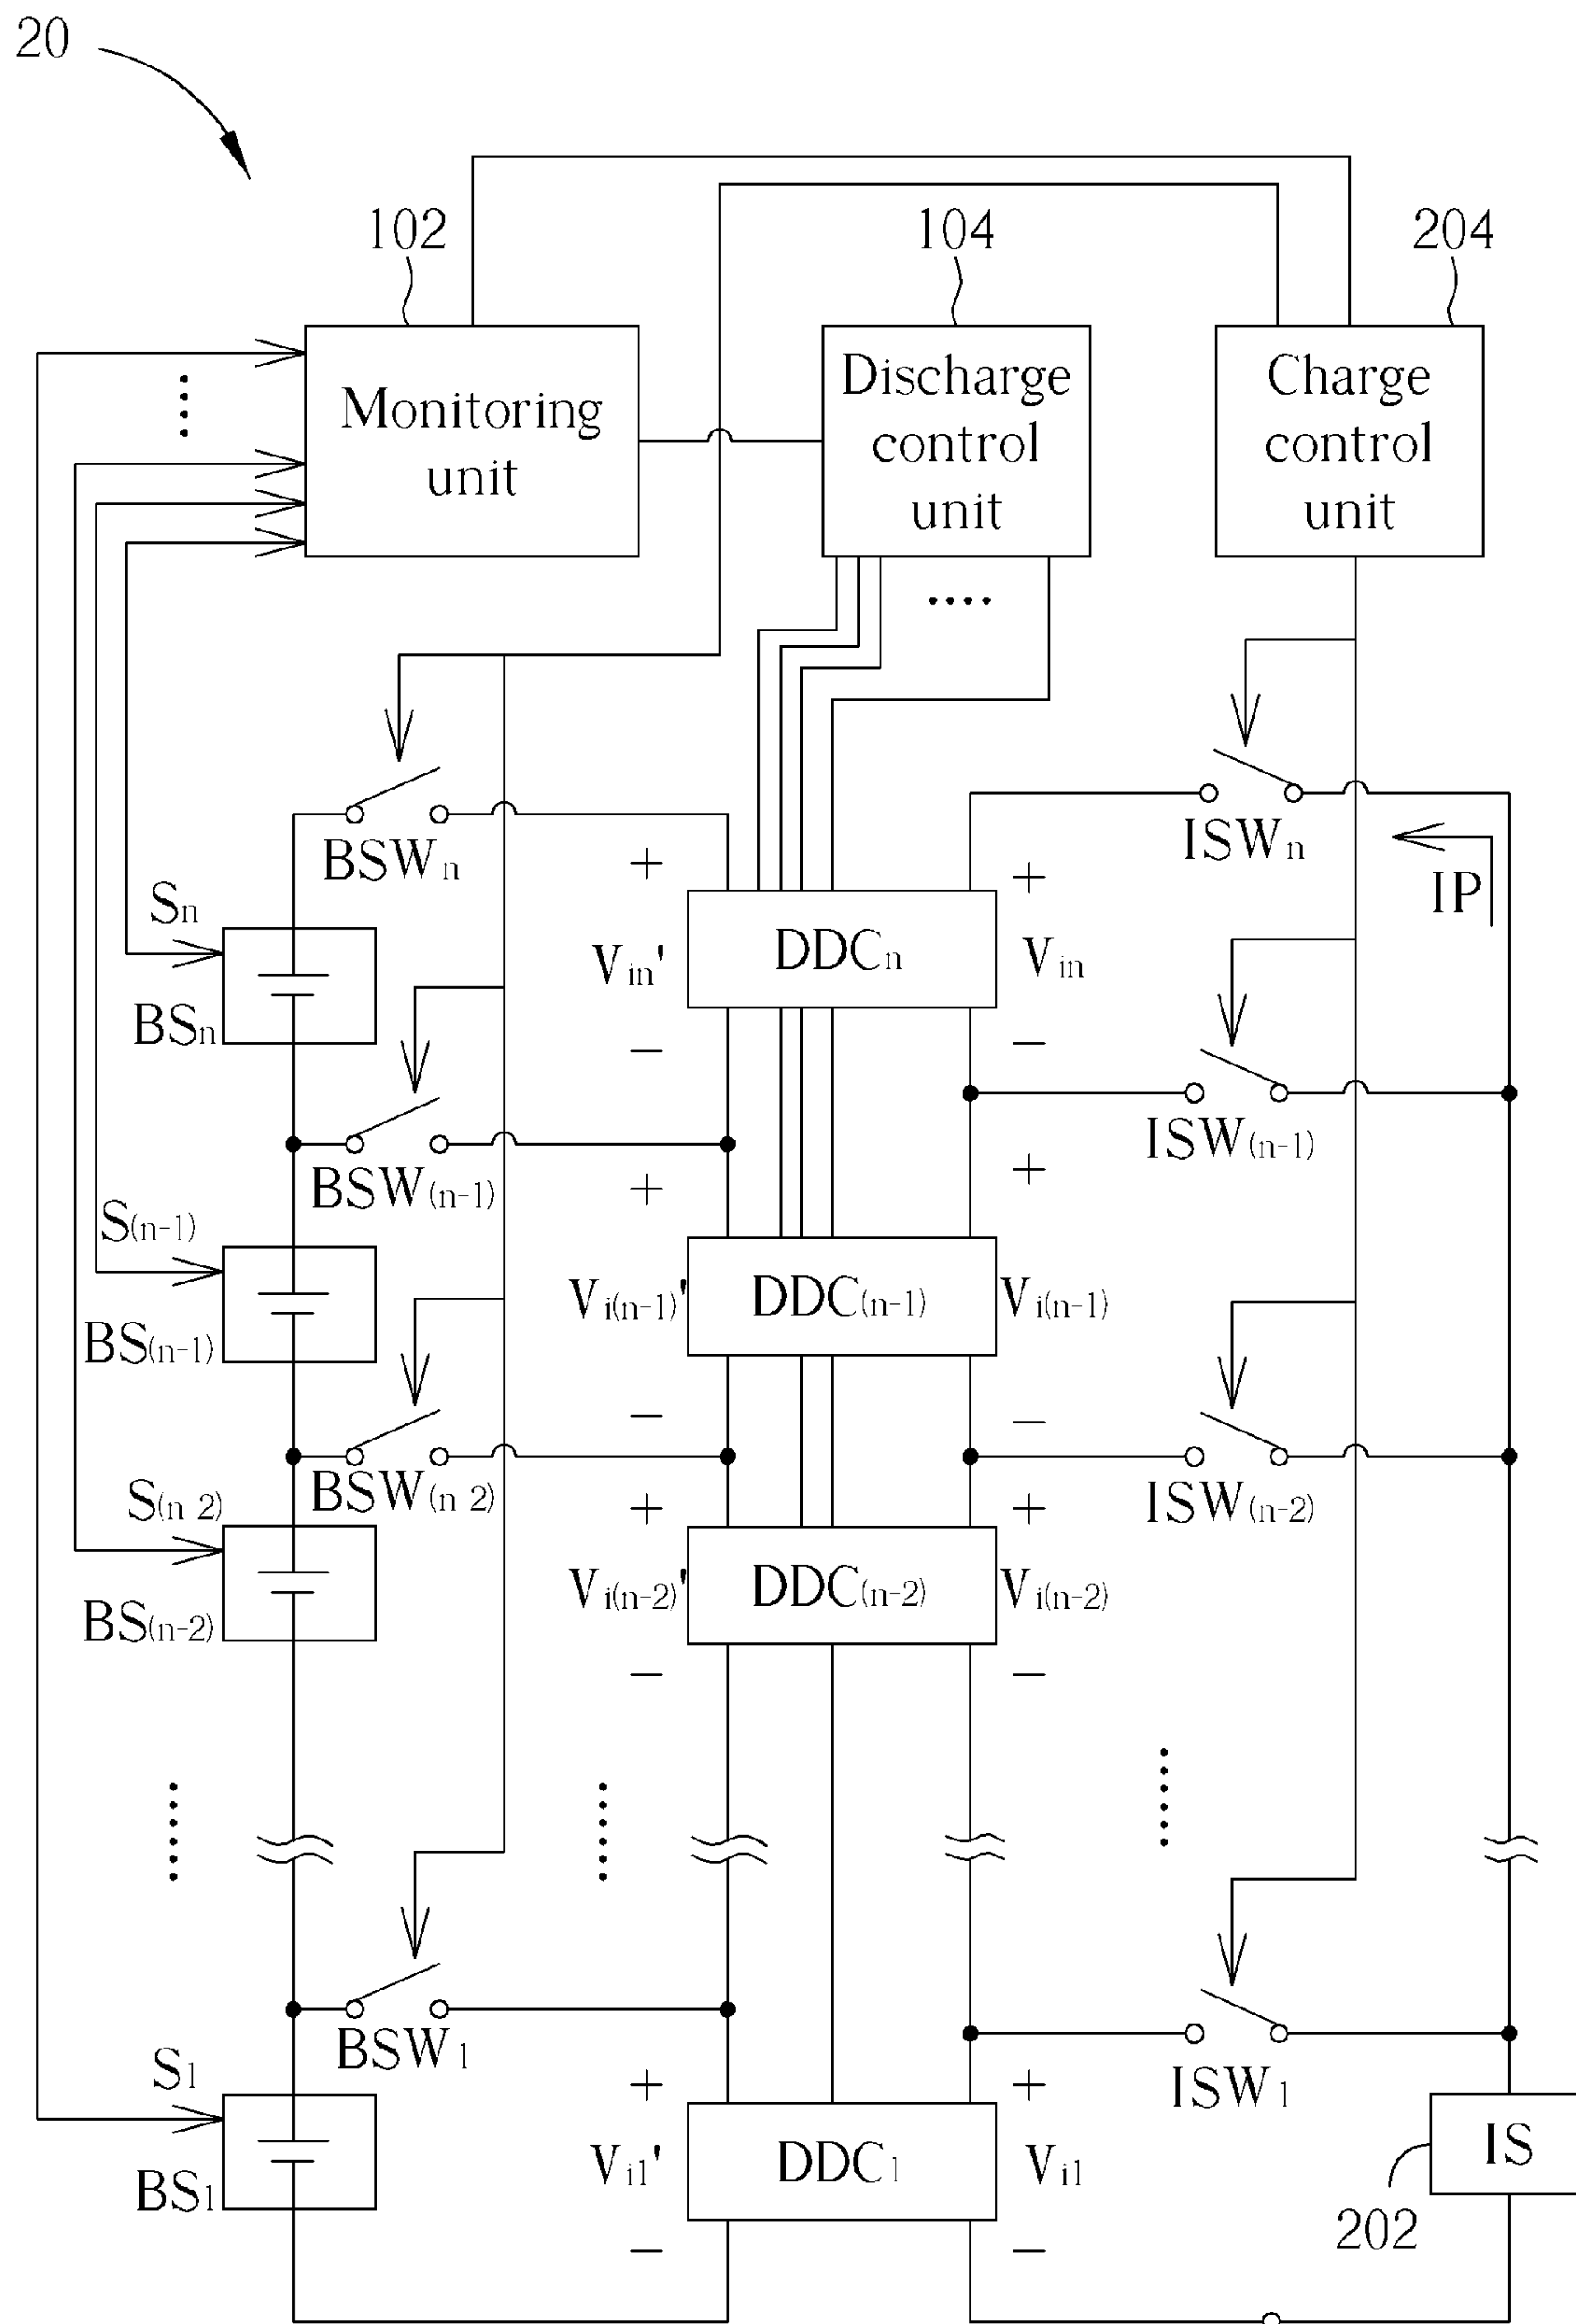 20
102
104
204
Monitoring
unit
Discharge
control
unit
Charge
control
unit
BSWn
ISWn
IP
Sn
BSn
+
Vin'
−
DDCn
+
Vin
−
BSW(n-1)
ISW(n-1)
S(n-1)
BS(n-1)
+
Vi(n-1)'
−
DDC(n-1)
+
Vi(n-1)
−
BSW(n 2)
ISW(n-2)
S(n 2)
BS(n-2)
+
Vi(n-2)'
−
DDC(n-2)
+
Vi(n-2)
−
BSW1
ISW1
S1
BS1
+
Vi1'
−
DDC1
+
Vi1
−
IS
202